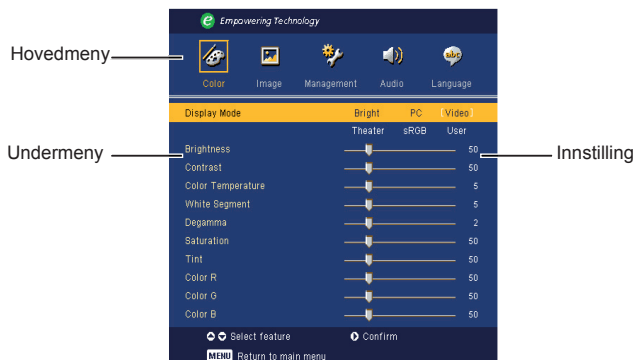 Empowering Technology
Hovedmeny
Color Image Management Audio Language
Display Mode Bright PC [ Video ]
Theater sRGB User
Undermeny
Innstilling
Brightness 50
Contrast 50
Color Temperature 5
White Segment 5
Degamma 2
Saturation 50
Tint 50
Color R 50
Color G 50
Color B 50
Select feature Confirm
MENU Return to main menu